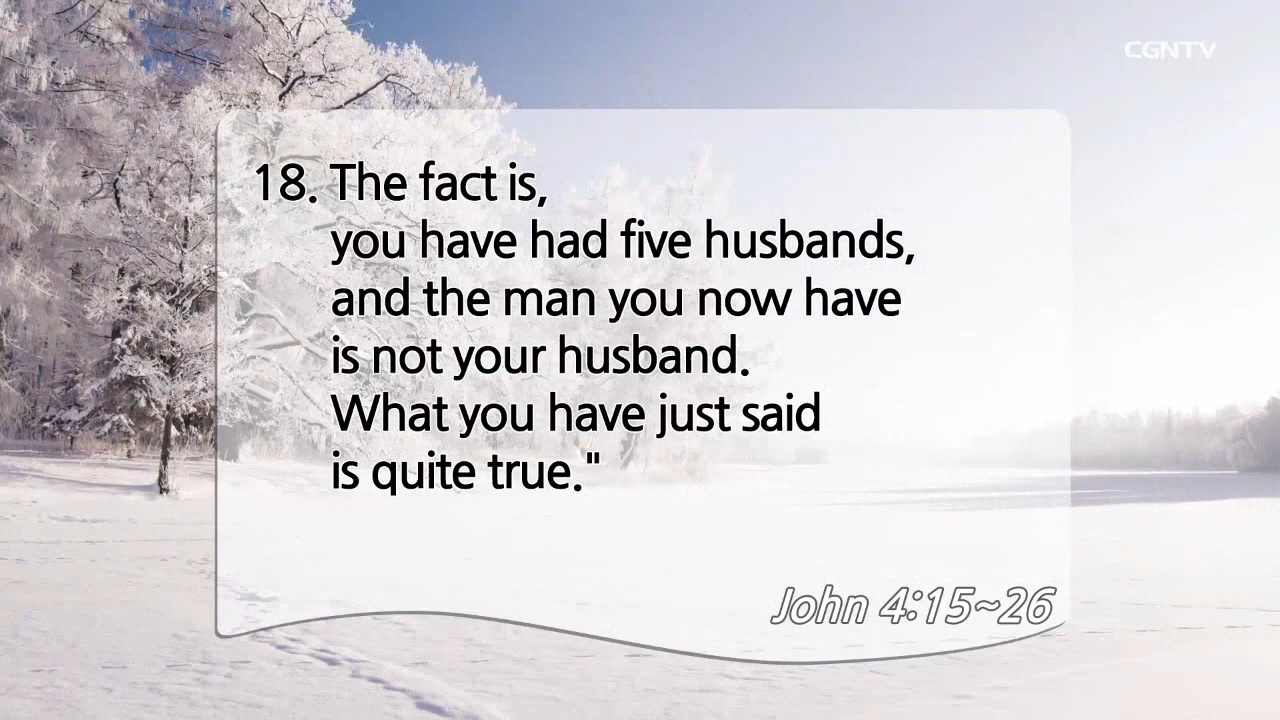 CGNTV
18. The fact is,
you have had five husbands,
and the man you now have
is not your husband.
What you have just said
is quite true."
John 4:15~26